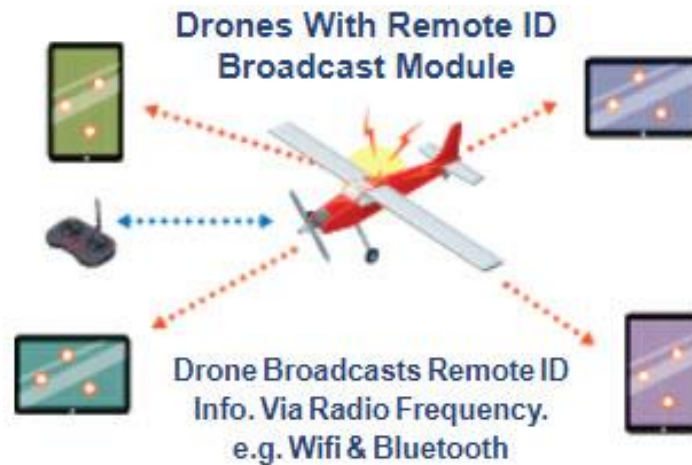 Drones With Remote ID
Broadcast Module
Drone Broadcasts Remote ID
Info. Via Radio Frequency.
e.g. Wifi & Bluetooth